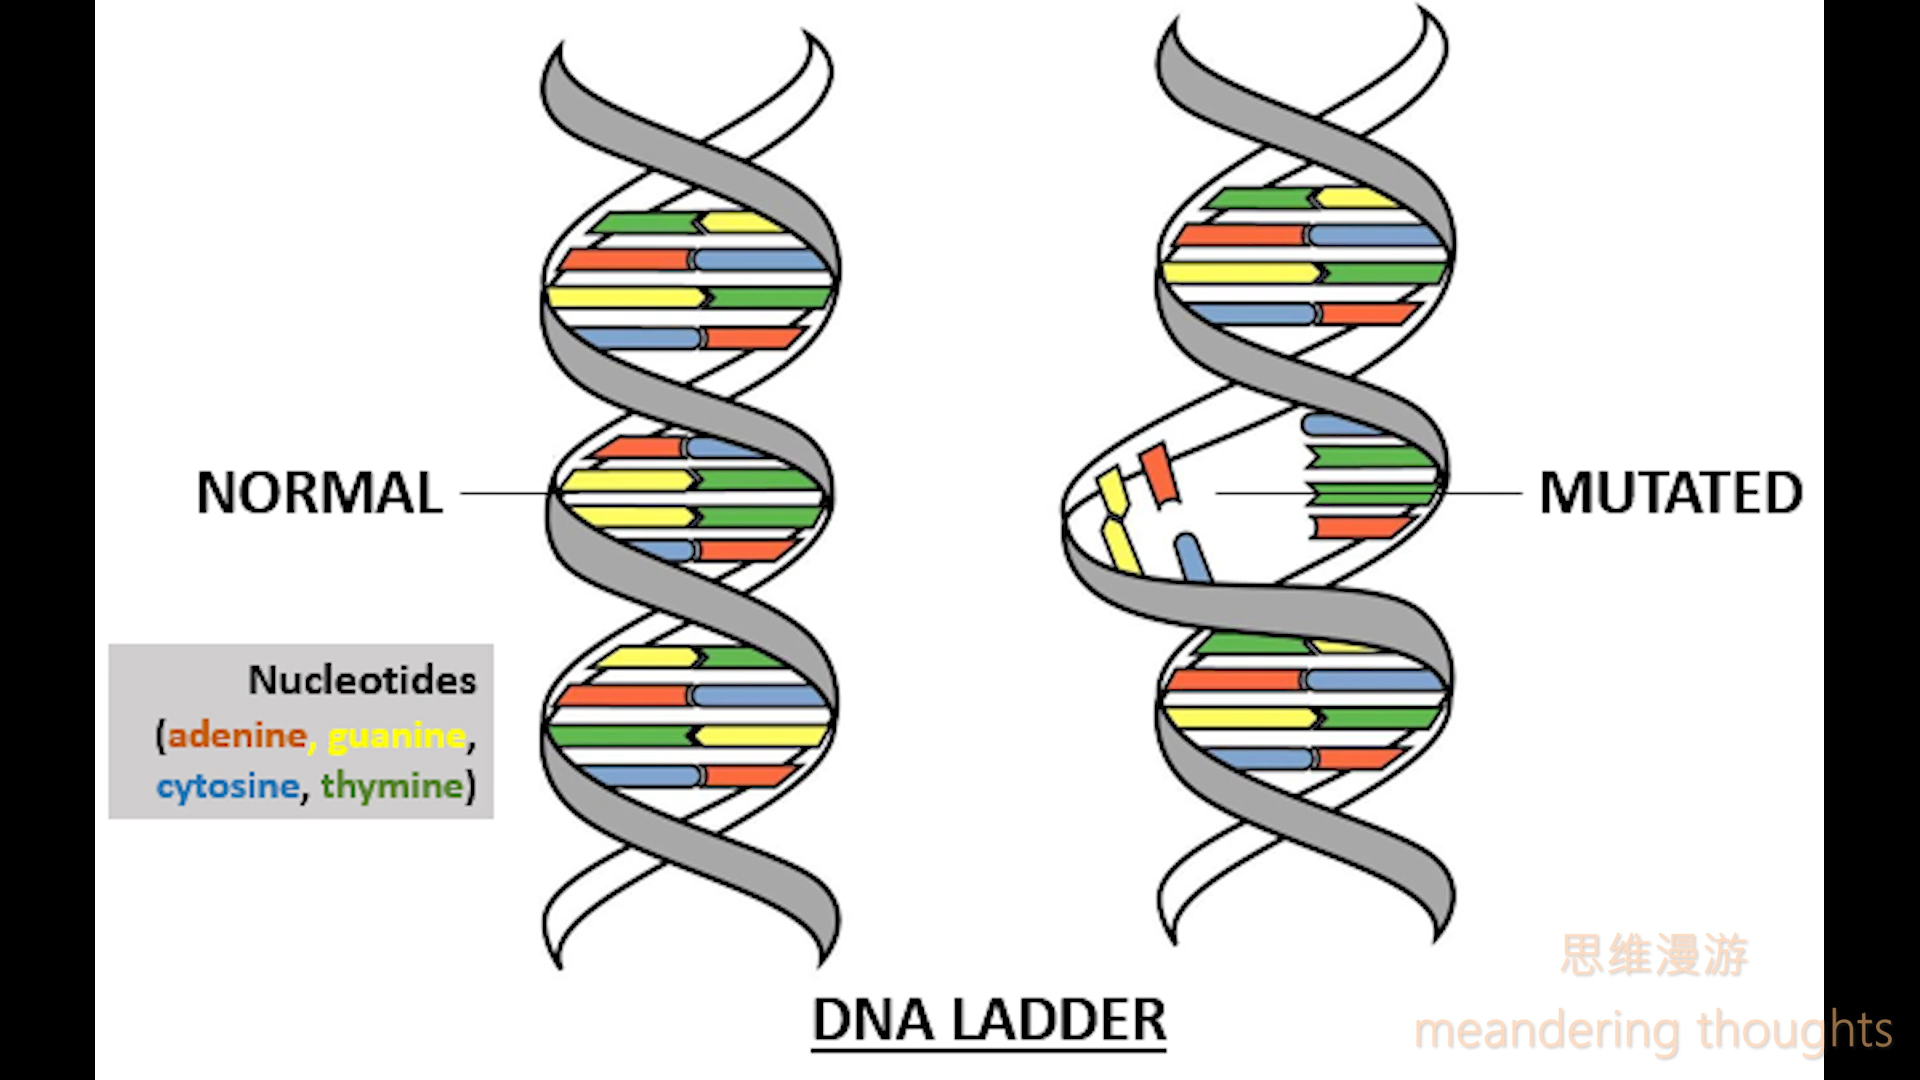 NORMAL
MUTATED
Nucleotides
(adenine, guanine,
cytosine, thymine)
DNA LADDER
思维漫游
meandering thoughts